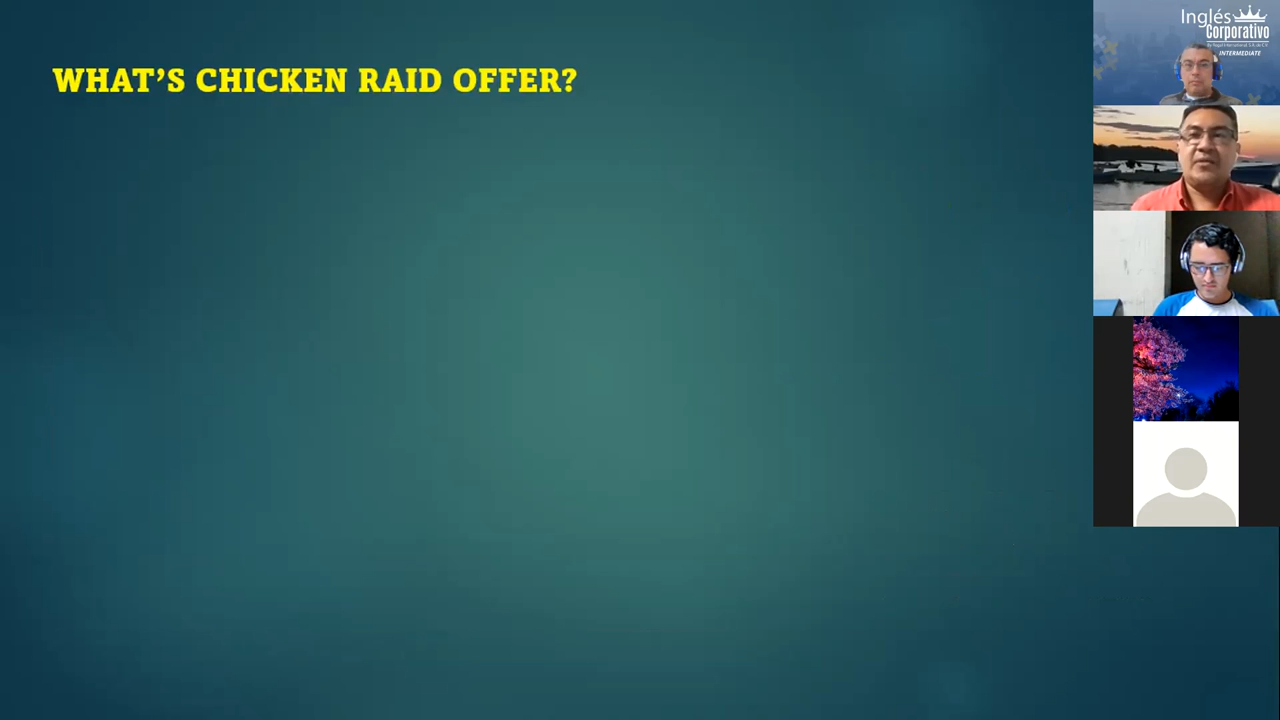 WHAT'S CHICKEN RAID OFFER?
Inglés
Corporativo
INTERMEDIATE